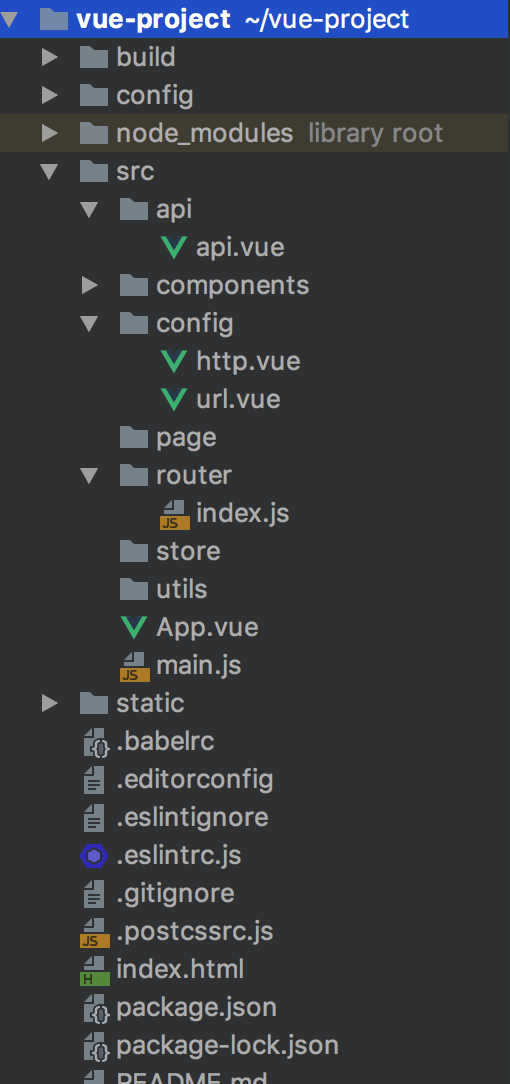 vue-project ~/vue-project
build
config
node_modules library root
src
api
api.vue
components
config
http.vue
url.vue
page
router
JS index.js
store
utils
App.vue
JS main.js
static
.babelrc
.editorconfig
.eslintignore
.eslintrc.js
.gitignore
JS .postcssrc.js
H index.html
package.json
package-lock.json
README.md